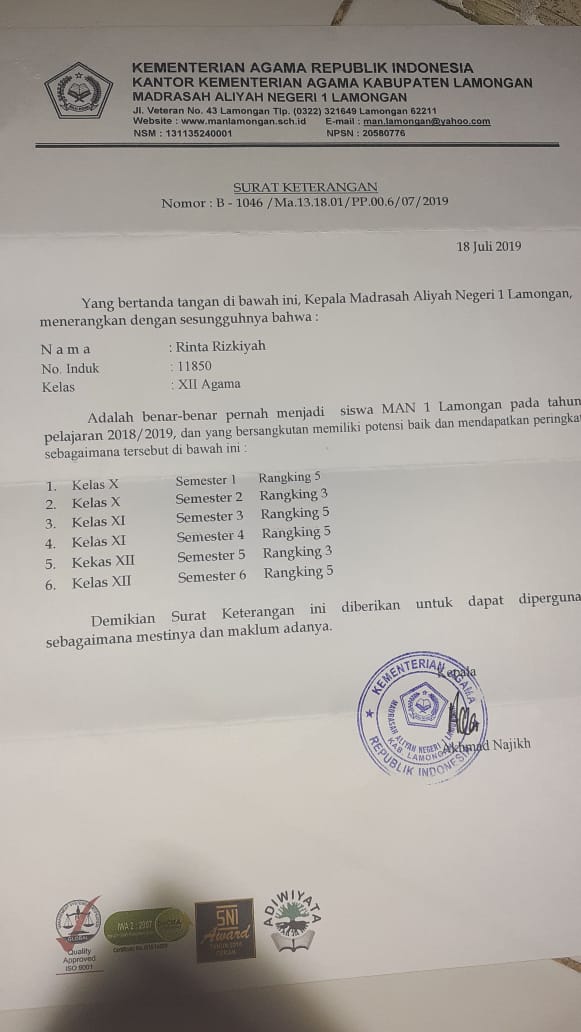 KEMENTERIAN AGAMA REPUBLIK INDONESIA
KANTOR KEMENTERIAN AGAMA KABUPATEN LAMONGAN
MADRASAH ALIYAH NEGERI 1 LAMONGAN
Jl. Veteran No. 43 Lamongan Tlp. (0322) 321649 Lamongan 62211
Website : www.manlamongan.sch.id E-mail : man.lamongan@yahoo.com
NSM : 131135240001 NPSN : 20580776
SURAT KETERANGAN
Nomor : B - 1046 /Ma.13.18.01/PP.00.6/07/2019
18 Juli 2019
Yang bertanda tangan di bawah ini, Kepala Madrasah Aliyah Negeri 1 Lamongan,
menerangkan dengan sesungguhnya bahwa :
N a m a : Rinta Rizkiyah
No. Induk : 11850
Kelas : XII Agama
Adalah benar-benar pernah menjadi siswa MAN 1 Lamongan pada tahun
pelajaran 2018/2019, dan yang bersangkutan memiliki potensi baik dan mendapatkan peringka
sebagaimana tersebut di bawah ini :
1. Kelas X Semester 1 Rangking 5
2. Kelas X Semester 2 Rangking 3
3. Kelas XI Semester 3 Rangking 5
4. Kelas XI Semester 4 Rangking 5
5. Kekas XII Semester 5 Rangking 3
6. Kelas XII Semester 6 Rangking 5
Demikian Surat Keterangan ini diberikan untuk dapat diperguna
sebagaimana mestinya dan maklum adanya.
Kepala
KEMENTERIAN AGAMA
MADRASAH ALIYAH NEGERI 1 LAMONGAN
KAB. LAMONGAN
REPUBLIK INDONESIA
Akhmad Najikh
GLOBAL
Quality
Approved
ISO 9001
IWA 2 : 2007
SNI
Award
ADIWIYATA